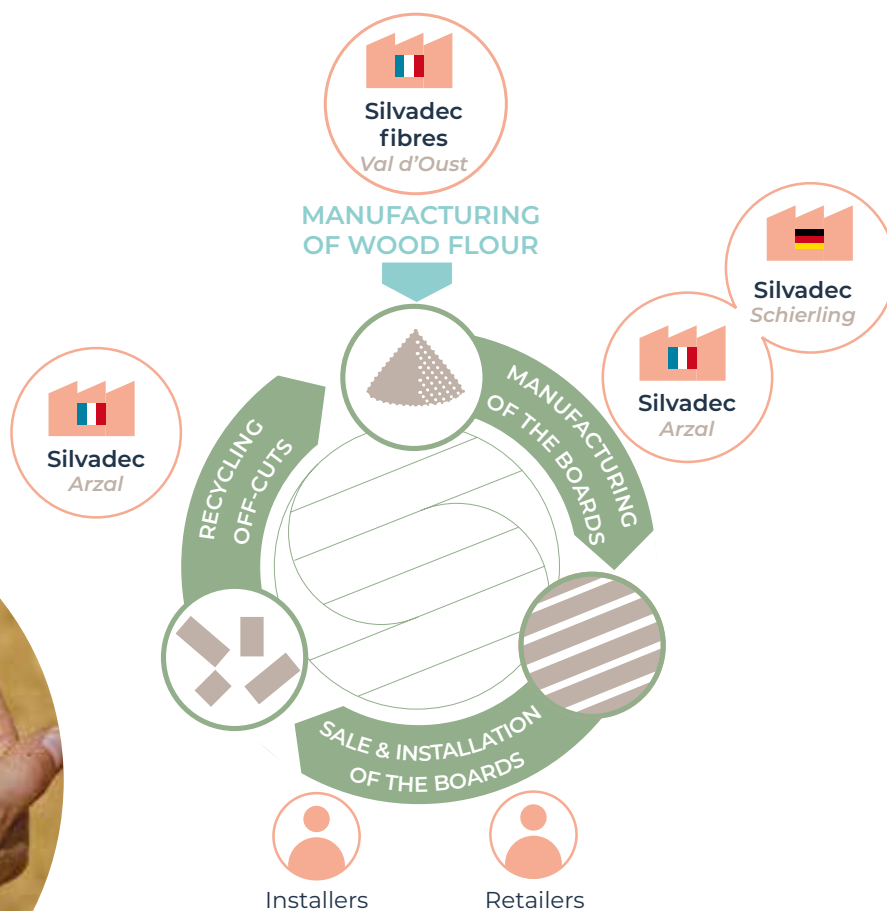 Silvadec
fibres
Val d’Oust
MANUFACTURING
OF WOOD FLOUR
Silvadec
Schierling
Silvadec
Arzal
MANUFACTURING
OF THE BOARDS
Silvadec
Arzal
RECYCLING
OFF-CUTS
SALE & INSTALLATION
OF THE BOARDS
Installers
Retailers